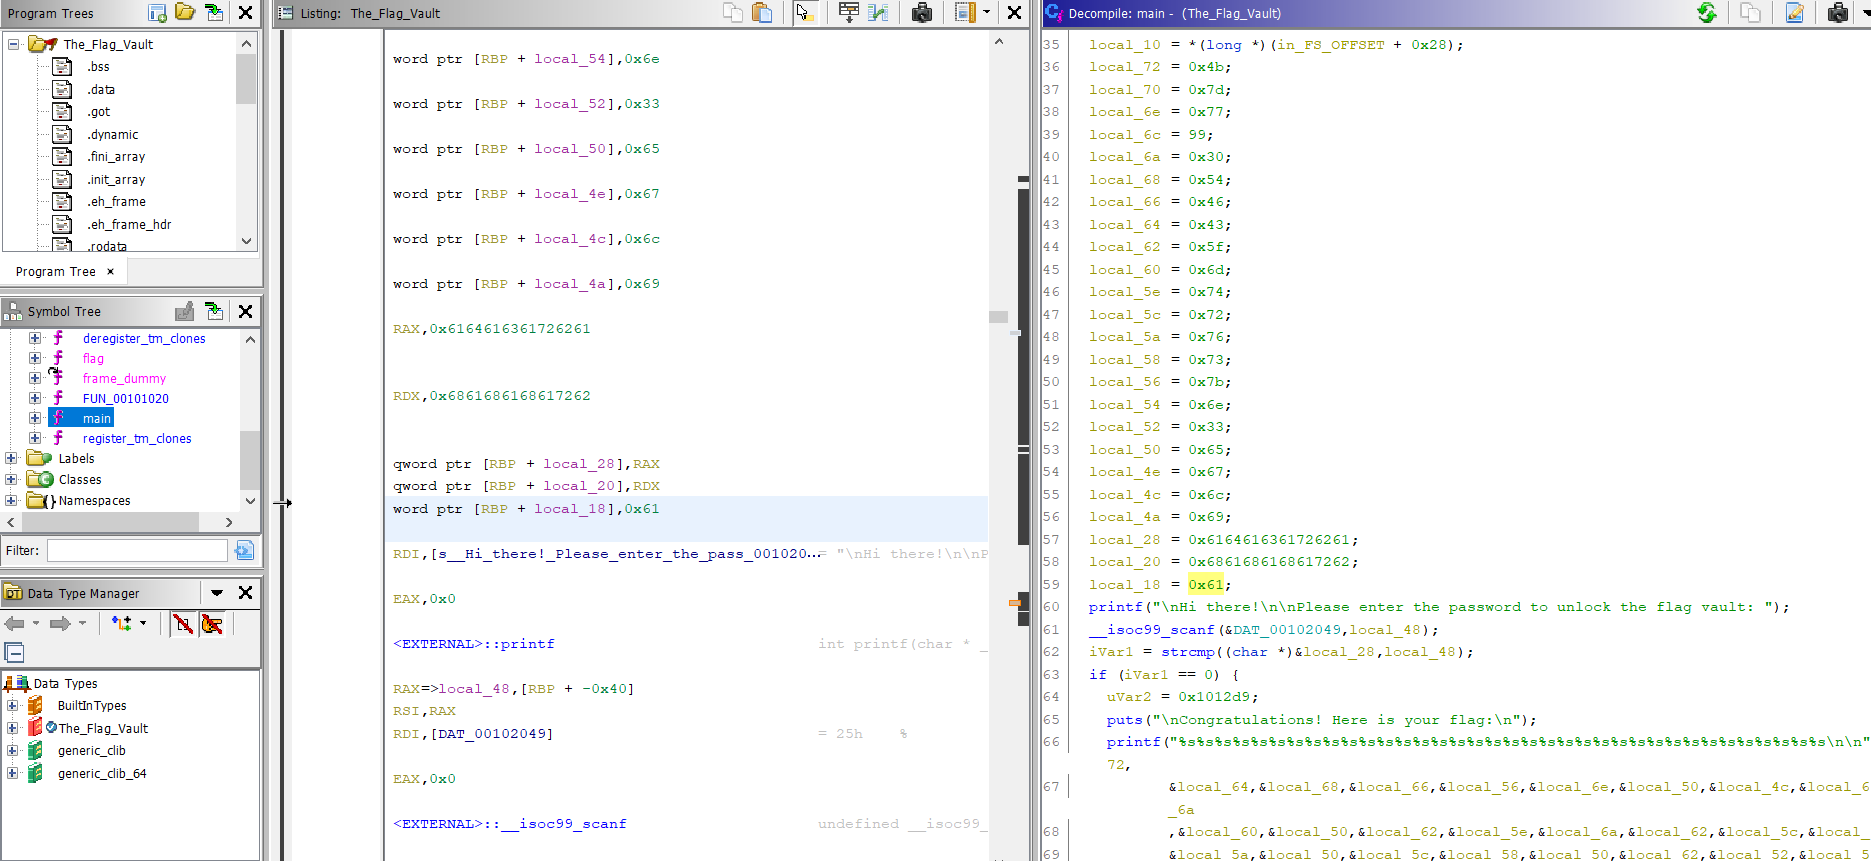 Program Trees
The_Flag_Vault
.bss
.data
.got
.dynamic
.fini_array
.init_array
.eh_frame
.eh_frame_hdr
.rodata
Program Tree ×
Symbol Tree
deregister_tm_clones
flag
frame_dummy
FUN_00101020
main
register_tm_clones
Labels
Classes
Namespaces
Filter:
Data Type Manager
Data Types
BuiltInTypes
The_Flag_Vault
generic_clib
generic_clib_64
Listing: The_Flag_Vault
word ptr [RBP + local_54],0x6e
word ptr [RBP + local_52],0x33
word ptr [RBP + local_50],0x65
word ptr [RBP + local_4e],0x67
word ptr [RBP + local_4c],0x6c
word ptr [RBP + local_4a],0x69
RAX,0x6164616361726261
RDX,0x6861686168617262
qword ptr [RBP + local_28],RAX
qword ptr [RBP + local_20],RDX
word ptr [RBP + local_18],0x61
RDI,[s__Hi_there!_Please_enter_the_pass_001020... = "\nHi there!\n\nP
EAX,0x0
<EXTERNAL>::printf int printf(char * _
RAX=>local_48,[RBP + -0x40]
RSI,RAX
RDI,[DAT_00102049] = 25h %
EAX,0x0
<EXTERNAL>::__isoc99_scanf undefined __isoc99_
Decompile: main - (The_Flag_Vault)
35 local_10 = *(long *)(in_FS_OFFSET + 0x28);
36 local_72 = 0x4b;
37 local_70 = 0x7d;
38 local_6e = 0x77;
39 local_6c = 99;
40 local_6a = 0x30;
41 local_68 = 0x54;
42 local_66 = 0x46;
43 local_64 = 0x43;
44 local_62 = 0x5f;
45 local_60 = 0x6d;
46 local_5e = 0x74;
47 local_5c = 0x72;
48 local_5a = 0x76;
49 local_58 = 0x73;
50 local_56 = 0x7b;
51 local_54 = 0x6e;
52 local_52 = 0x33;
53 local_50 = 0x65;
54 local_4e = 0x67;
55 local_4c = 0x6c;
56 local_4a = 0x69;
57 local_28 = 0x6164616361726261;
58 local_20 = 0x6861686168617262;
59 local_18 = 0x61;
60 printf("\nHi there!\n\nPlease enter the password to unlock the flag vault: ");
61 __isoc99_scanf(&DAT_00102049,local_48);
62 iVar1 = strcmp((char *)&local_28,local_48);
63 if (iVar1 == 0) {
64 uVar2 = 0x1012d9;
65 puts("\nCongratulations! Here is your flag:\n");
66 printf("%s%s%s%s%s%s%s%s%s%s%s%s%s%s%s%s%s%s%s%s%s%s%s%s%s%s%s%s%s%s%s%s%s%s%s%s\n\n"
72,
67 &local_64,&local_68,&local_66,&local_56,&local_6e,&local_50,&local_4c,&local_6
_6a
68 ,&local_60,&local_50,&local_62,&local_5e,&local_6a,&local_62,&local_5c,&local_
69 &local_5a,&local_50,&local_5c,&local_58,&local_50,&local_62,&local_52,&local_5